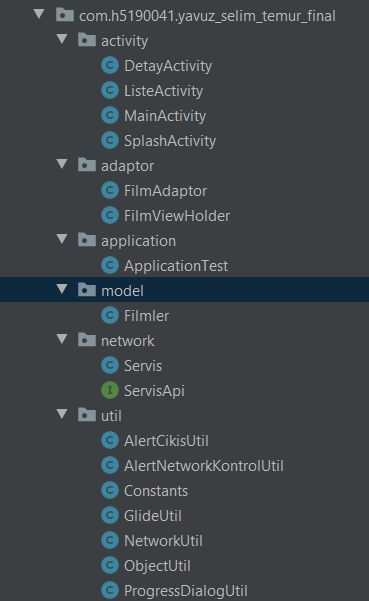 com.h5190041.yavuz_selim_temur_final
activity
C DetayActivity
C ListeActivity
C MainActivity
C SplashActivity
adaptor
C FilmAdaptor
C FilmViewHolder
application
C ApplicationTest
model
C Filmler
network
C Servis
I ServisApi
util
C AlertCikisUtil
C AlertNetworkKontrolUtil
C Constants
C GlideUtil
C NetworkUtil
C ObjectUtil
C ProgressDialogUtil